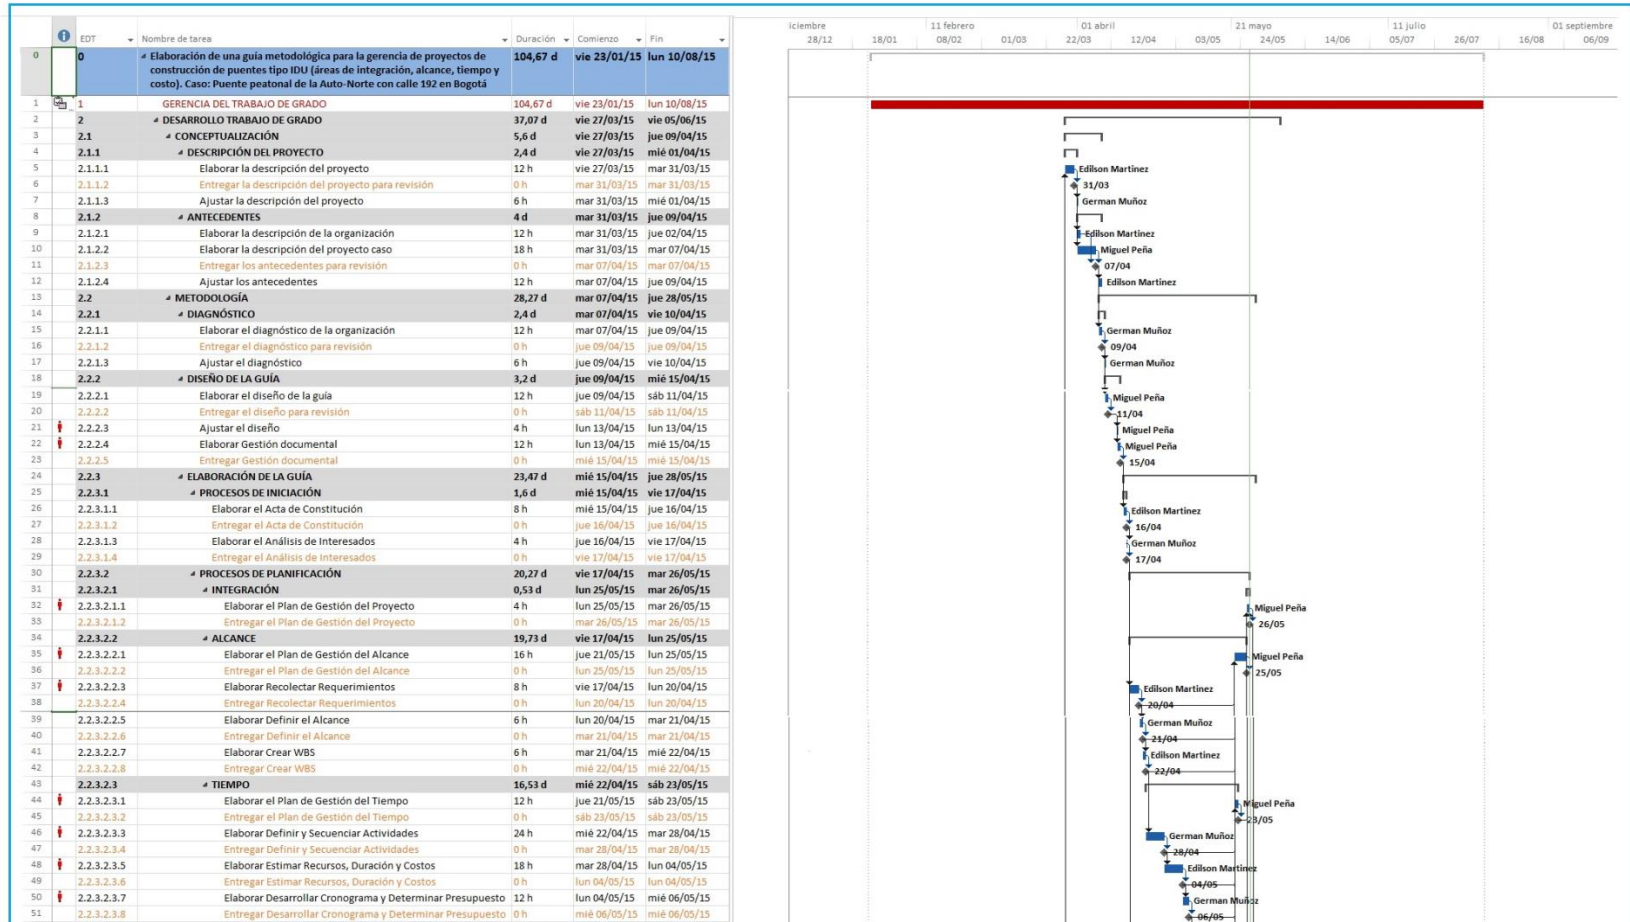 iciembre 11 febrero 01 abril 21 mayo 11 julio 01 septiembre
EDT Nombre de tarea Duración Comienzo Fin 28/12 18/01 08/02 01/03 22/03 12/04 03/05 24/05 14/06 05/07 26/07 16/08 06/09
0 0 Elaboración de una guía metodológica para la gerencia de proyectos de 104,67 d vie 23/01/15 lun 10/08/15
construcción de puentes tipo IDU (áreas de integración, alcance, tiempo y
costo). Caso: Puente peatonal de la Auto-Norte con calle 192 en Bogotá
1 1 GERENCIA DEL TRABAJO DE GRADO 104,67 d vie 23/01/15 lun 10/08/15
2 2 DESARROLLO TRABAJO DE GRADO 37,07 d vie 27/03/15 vie 05/06/15
3 2.1 CONCEPTUALIZACIÓN 5,6 d vie 27/03/15 jue 09/04/15
4 2.1.1 DESCRIPCIÓN DEL PROYECTO 2,4 d vie 27/03/15 mié 01/04/15
5 2.1.1.1 Elaborar la descripción del proyecto 12 h vie 27/03/15 mar 31/03/15 Edilson Martinez
6 2.1.1.2 Entregar la descripción del proyecto para revisión 0 h mar 31/03/15 mar 31/03/15 31/03
7 2.1.1.3 Ajustar la descripción del proyecto 6 h mar 31/03/15 mié 01/04/15 German Muñoz
8 2.1.2 ANTECEDENTES 4 d mar 31/03/15 jue 09/04/15
9 2.1.2.1 Elaborar la descripción de la organización 12 h mar 31/03/15 jue 02/04/15 Edilson Martinez
10 2.1.2.2 Elaborar la descripción del proyecto caso 18 h mar 31/03/15 mar 07/04/15 Miguel Peña
11 2.1.2.3 Entregar los antecedentes para revisión 0 h mar 07/04/15 mar 07/04/15 07/04
12 2.1.2.4 Ajustar los antecedentes 12 h mar 07/04/15 jue 09/04/15 Edilson Martinez
13 2.2 METODOLOGÍA 28,27 d mar 07/04/15 jue 28/05/15
14 2.2.1 DIAGNÓSTICO 2,4 d mar 07/04/15 vie 10/04/15
15 2.2.1.1 Elaborar el diagnóstico de la organización 12 h mar 07/04/15 jue 09/04/15 German Muñoz
16 2.2.1.2 Entregar el diagnóstico para revisión 0 h jue 09/04/15 jue 09/04/15 09/04
17 2.2.1.3 Ajustar el diagnóstico 6 h jue 09/04/15 vie 10/04/15 German Muñoz
18 2.2.2 DISEÑO DE LA GUÍA 3,2 d jue 09/04/15 mié 15/04/15
19 2.2.2.1 Elaborar el diseño de la guía 12 h jue 09/04/15 sáb 11/04/15 Miguel Peña
20 2.2.2.2 Entregar el diseño para revisión 0 h sáb 11/04/15 sáb 11/04/15 11/04
21 2.2.2.3 Ajustar el diseño 4 h lun 13/04/15 lun 13/04/15 Miguel Peña
22 2.2.2.4 Elaborar Gestión documental 12 h lun 13/04/15 mié 15/04/15 Miguel Peña
23 2.2.2.5 Entregar Gestión documental 0 h mié 15/04/15 mié 15/04/15 15/04
24 2.2.3 ELABORACIÓN DE LA GUÍA 23,47 d mié 15/04/15 jue 28/05/15
25 2.2.3.1 PROCESOS DE INICIACIÓN 1,6 d mié 15/04/15 vie 17/04/15
26 2.2.3.1.1 Elaborar el Acta de Constitución 8 h mié 15/04/15 jue 16/04/15 Edilson Martinez
27 2.2.3.1.2 Entregar el Acta de Constitución 0 h jue 16/04/15 jue 16/04/15 16/04
28 2.2.3.1.3 Elaborar el Análisis de Interesados 4 h jue 16/04/15 vie 17/04/15 German Muñoz
29 2.2.3.1.4 Entregar el Análisis de Interesados 0 h vie 17/04/15 vie 17/04/15 17/04
30 2.2.3.2 PROCESOS DE PLANIFICACIÓN 20,27 d vie 17/04/15 mar 26/05/15
31 2.2.3.2.1 INTEGRACIÓN 0,53 d lun 25/05/15 mar 26/05/15
32 2.2.3.2.1.1 Elaborar el Plan de Gestión del Proyecto 4 h lun 25/05/15 mar 26/05/15 Miguel Peña
33 2.2.3.2.1.2 Entregar el Plan de Gestión del Proyecto 0 h mar 26/05/15 mar 26/05/15 26/05
34 2.2.3.2.2 ALCANCE 19,73 d vie 17/04/15 lun 25/05/15
35 2.2.3.2.2.1 Elaborar el Plan de Gestión del Alcance 16 h jue 21/05/15 lun 25/05/15 Miguel Peña
36 2.2.3.2.2.2 Entregar el Plan de Gestión del Alcance 0 h lun 25/05/15 lun 25/05/15 25/05
37 2.2.3.2.2.3 Elaborar Recolectar Requerimientos 8 h vie 17/04/15 lun 20/04/15 Edilson Martinez
38 2.2.3.2.2.4 Entregar Recolectar Requerimientos 0 h lun 20/04/15 lun 20/04/15 20/04
39 2.2.3.2.2.5 Elaborar Definir el Alcance 6 h lun 20/04/15 mar 21/04/15 German Muñoz
40 2.2.3.2.2.6 Entregar Definir el Alcance 0 h mar 21/04/15 mar 21/04/15 21/04
41 2.2.3.2.2.7 Elaborar Crear WBS 6 h mar 21/04/15 mié 22/04/15 Edilson Martinez
42 2.2.3.2.2.8 Entregar Crear WBS 0 h mié 22/04/15 mié 22/04/15 22/04
43 2.2.3.2.3 TIEMPO 16,53 d mié 22/04/15 sáb 23/05/15
44 2.2.3.2.3.1 Elaborar el Plan de Gestión del Tiempo 12 h jue 21/05/15 sáb 23/05/15 Miguel Peña
45 2.2.3.2.3.2 Entregar el Plan de Gestión del Tiempo 0 h sáb 23/05/15 sáb 23/05/15 23/05
46 2.2.3.2.3.3 Elaborar Definir y Secuenciar Actividades 24 h mié 22/04/15 mar 28/04/15 German Muñoz
47 2.2.3.2.3.4 Entregar Definir y Secuenciar Actividades 0 h mar 28/04/15 mar 28/04/15 28/04
48 2.2.3.2.3.5 Elaborar Estimar Recursos, Duración y Costos 18 h mar 28/04/15 lun 04/05/15 Edilson Martinez
49 2.2.3.2.3.6 Entregar Estimar Recursos, Duración y Costos 0 h lun 04/05/15 lun 04/05/15 04/05
50 2.2.3.2.3.7 Elaborar Desarrollar Cronograma y Determinar Presupuesto 12 h lun 04/05/15 mié 06/05/15 German Muñoz
51 2.2.3.2.3.8 Entregar Desarrollar Cronograma y Determinar Presupuesto 0 h mié 06/05/15 mié 06/05/15 06/05